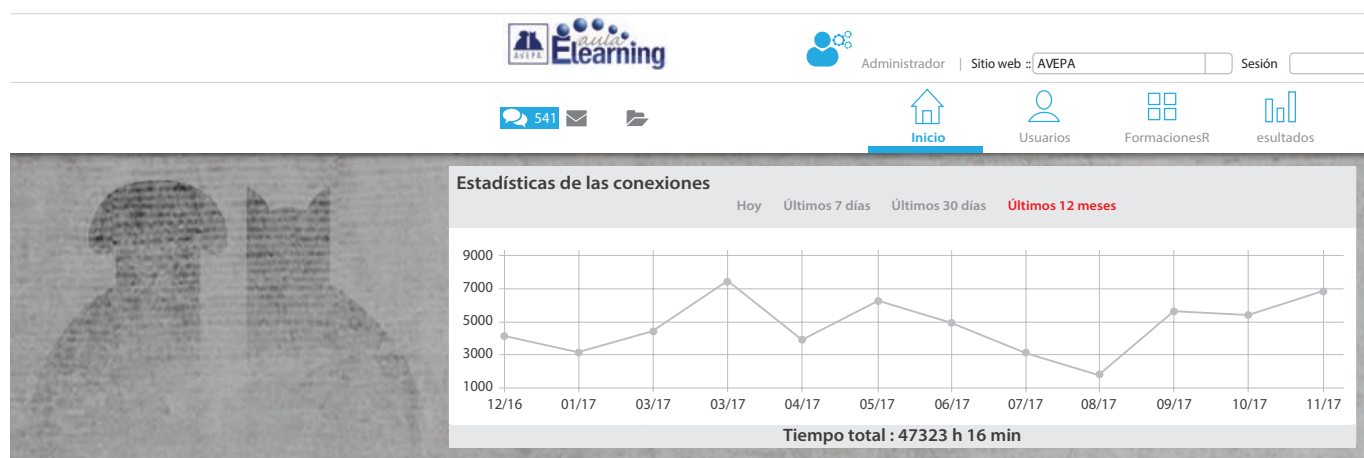 AVEPA
aula
Elearning
Administrador | Sitio web :: AVEPA Sesión
541
Inicio Usuarios FormacionesR esultados
Estadísticas de las conexiones
Hoy Últimos 7 días Últimos 30 días Últimos 12 meses
9000
7000
5000
3000
1000
12/16 01/17 03/17 03/17 04/17 05/17 06/17 07/17 08/17 09/17 10/17 11/17
Tiempo total : 47323 h 16 min